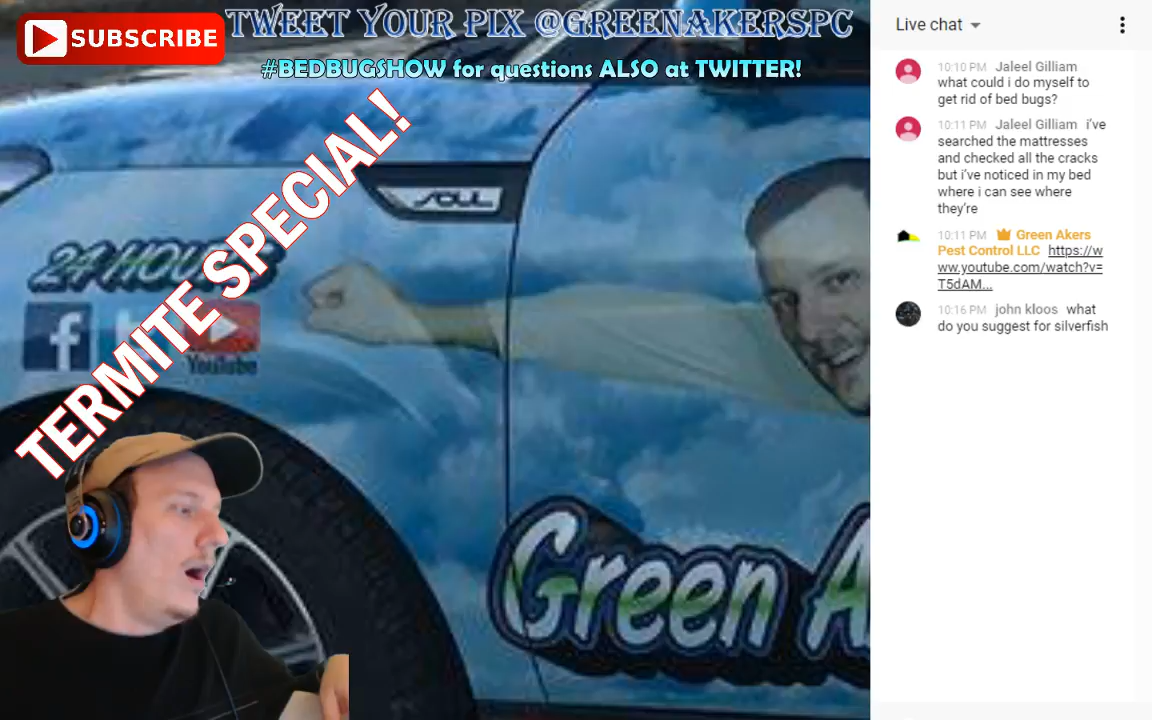 SUBSCRIBE
TWEET YOUR PIX @GREENAKERSPC
#BEDBUGSHOW for questions ALSO at TWITTER!
TERMITE SPECIAL!
SOUL
24 HOURS
f
YouTube
Green A
Live chat
10:10 PM Jaleel Gilliam
what could i do myself to
get rid of bed bugs?
10:11 PM Jaleel Gilliam i've
searched the mattresses
and checked all the cracks
but i've noticed in my bed
where i can see where
they're
10:11 PM Green Akers
Pest Control LLC https://w
ww.youtube.com/watch?v=
T5dAM...
10:16 PM john kloos what
do you suggest for silverfish